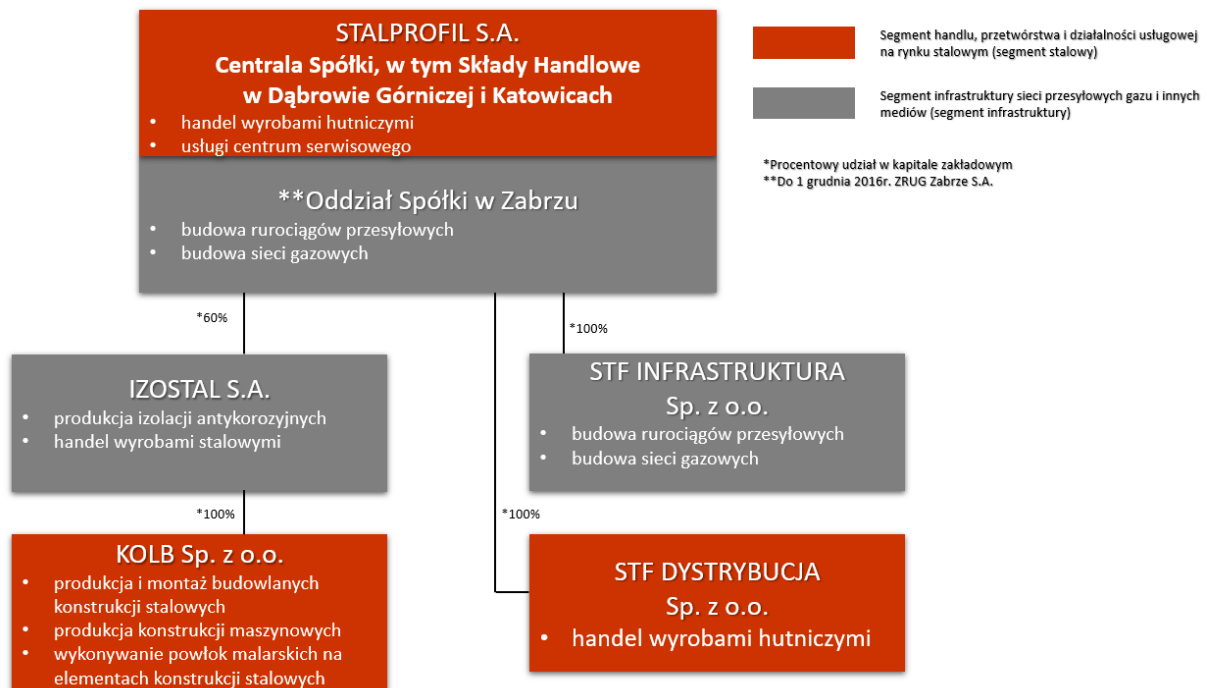 STALPROFIL S.A.
Centrala Spółki, w tym Składy Handlowe
w Dąbrowie Górniczej i Katowicach
• handel wyrobami hutniczymi
• usługi centrum serwisowego
**Oddział Spółki w Zabrzu
• budowa rurociągów przesyłowych
• budowa sieci gazowych
Segment handlu, przetwórstwa i działalności usługowej
na rynku stalowym (segment stalowy)
Segment infrastruktury sieci przesyłowych gazu i innych
mediów (segment infrastruktury)
*Procentowy udział w kapitale zakładowym
**Do 1 grudnia 2016r. ZRUG Zabrze S.A.
*60%
*100%
IZOSTAL S.A.
• produkcja izolacji antykorozyjnych
• handel wyrobami stalowymi
STF INFRASTRUKTURA
Sp. z o.o.
• budowa rurociągów przesyłowych
• budowa sieci gazowych
*100%
*100%
KOLB Sp. z o.o.
• produkcja i montaż budowlanych
konstrukcji stalowych
• produkcja konstrukcji maszynowych
• wykonywanie powłok malarskich na
elementach konstrukcji stalowych
STF DYSTRYBUCJA
Sp. z o.o.
• handel wyrobami hutniczymi